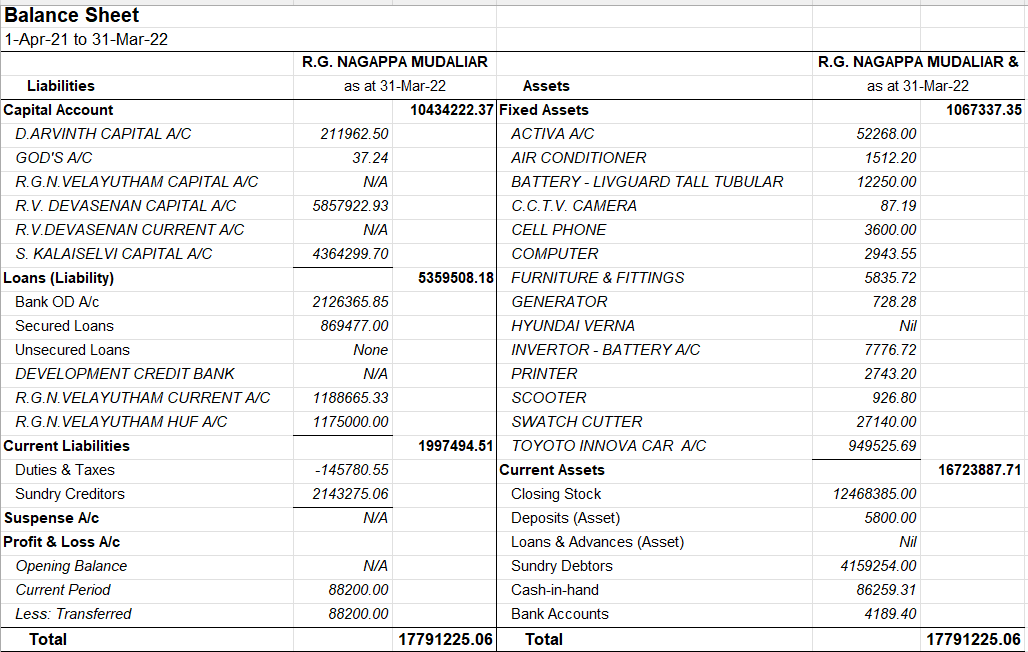 Balance Sheet
1-Apr-21 to 31-Mar-22
R.G. NAGAPPA MUDALIAR R.G. NAGAPPA MUDALIAR &
Liabilities as at 31-Mar-22 Assets as at 31-Mar-22
Capital Account 10434222.37 Fixed Assets 1067337.35
D.ARVINTH CAPITAL A/C 211962.50 ACTIVA A/C 52268.00
GOD'S A/C 37.24 AIR CONDITIONER 1512.20
R.G.N.VELAYUTHAM CAPITAL A/C N/A BATTERY - LIVGUARD TALL TUBULAR 12250.00
R.V. DEVASENAN CAPITAL A/C 5857922.93 C.C.T.V. CAMERA 87.19
R.V.DEVASENAN CURRENT A/C N/A CELL PHONE 3600.00
S. KALAISELVI CAPITAL A/C 4364299.70 COMPUTER 2943.55
Loans (Liability) 5359508.18 FURNITURE & FITTINGS 5835.72
Bank OD A/c 2126365.85 GENERATOR 728.28
Secured Loans 869477.00 HYUNDAI VERNA Nil
Unsecured Loans None INVERTOR - BATTERY A/C 7776.72
DEVELOPMENT CREDIT BANK N/A PRINTER 2743.20
R.G.N.VELAYUTHAM CURRENT A/C 1188665.33 SCOOTER 926.80
R.G.N.VELAYUTHAM HUF A/C 1175000.00 SWATCH CUTTER 27140.00
Current Liabilities 1997494.51 TOYOTO INNOVA CAR A/C 949525.69
Duties & Taxes -145780.55 Current Assets 16723887.71
Sundry Creditors 2143275.06 Closing Stock 12468385.00
Suspense A/c N/A Deposits (Asset) 5800.00
Profit & Loss A/c Loans & Advances (Asset) Nil
Opening Balance N/A Sundry Debtors 4159254.00
Current Period 88200.00 Cash-in-hand 86259.31
Less: Transferred 88200.00 Bank Accounts 4189.40
Total 17791225.06 Total 17791225.06